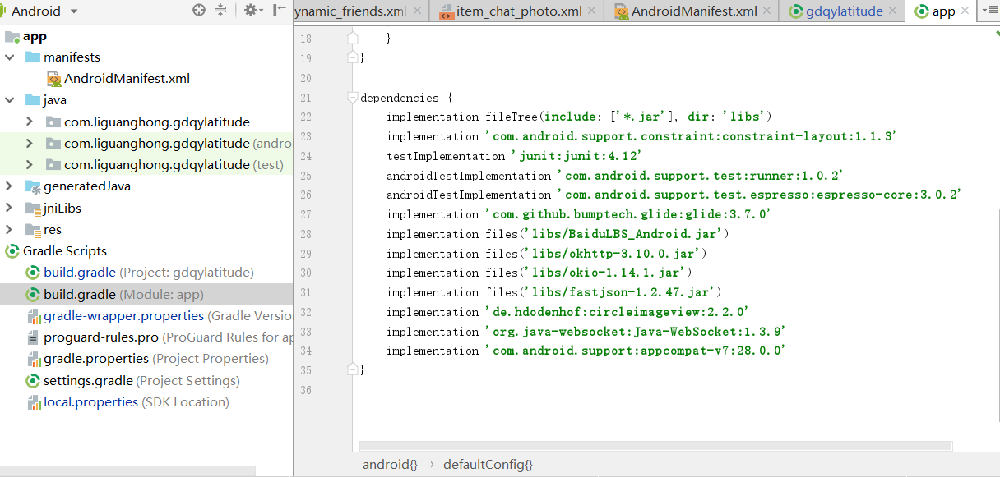 Android
ynamic_friends.xml
item_chat_photo.xml
AndroidManifest.xml
gdqylatitude
app
app
manifests
AndroidManifest.xml
java
com.liguanghong.gdqylatitude
com.liguanghong.gdqylatitude (andro
com.liguanghong.gdqylatitude (test)
generatedJava
jniLibs
res
Gradle Scripts
build.gradle (Project: gdqylatitude)
build.gradle (Module: app)
gradle-wrapper.properties (Gradle Versio
proguard-rules.pro (ProGuard Rules for ap
gradle.properties (Project Properties)
settings.gradle (Project Settings)
local.properties (SDK Location)
18 }
19 }
20
21 dependencies {
22 implementation fileTree(include: ['*.jar'], dir: 'libs')
23 implementation 'com.android.support.constraint:constraint-layout:1.1.3'
24 testImplementation 'junit:junit:4.12'
25 androidTestImplementation 'com.android.support.test:runner:1.0.2'
26 androidTestImplementation 'com.android.support.test.espresso:espresso-core:3.0.2'
27 implementation 'com.github.bumptech.glide:glide:3.7.0'
28 implementation files('libs/BaiduLBS_Android.jar')
29 implementation files('libs/okhttp-3.10.0.jar')
30 implementation files('libs/okio-1.14.1.jar')
31 implementation files('libs/fastjson-1.2.47.jar')
32 implementation 'de.hdodenhof:circleimageview:2.2.0'
33 implementation 'org.java-websocket:Java-WebSocket:1.3.9'
34 implementation 'com.android.support:appcompat-v7:28.0.0'
35 }
36
android{} › defaultConfig{}